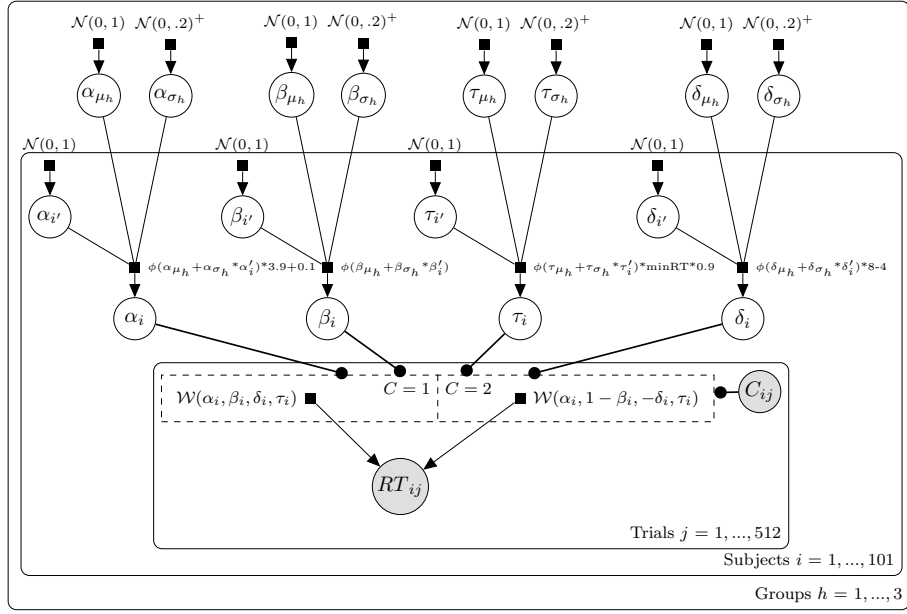 𝒩(0, 1) 𝒩(0, .2)⁺ 𝒩(0, 1) 𝒩(0, .2)⁺ 𝒩(0, 1) 𝒩(0, .2)⁺ 𝒩(0, 1) 𝒩(0, .2)⁺
α_{μ_h} α_{σ_h} β_{μ_h} β_{σ_h} τ_{μ_h} τ_{σ_h} δ_{μ_h} δ_{σ_h}
𝒩(0, 1) 𝒩(0, 1) 𝒩(0, 1) 𝒩(0, 1)
α_{i′} β_{i′} τ_{i′} δ_{i′}
ϕ(α_{μ_h}+α_{σ_h}*α′_i)*3.9+0.1 ϕ(β_{μ_h}+β_{σ_h}*β′_i) ϕ(τ_{μ_h}+τ_{σ_h}*τ′_i)*minRT*0.9 ϕ(δ_{μ_h}+δ_{σ_h}*δ′_i)*8-4
α_i β_i τ_i δ_i
C = 1 C = 2
𝒲(α_i, β_i, δ_i, τ_i) 𝒲(α_i, 1 − β_i, −δ_i, τ_i) C_{ij}
RT_{ij}
Trials j = 1, ..., 512
Subjects i = 1, ..., 101
Groups h = 1, ..., 3